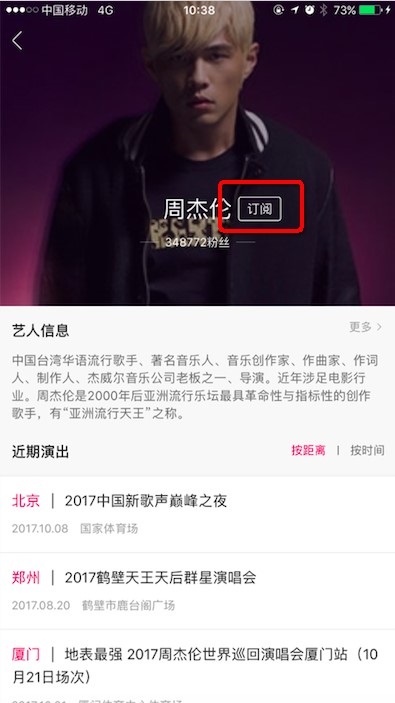 中国移动 4G 10:38 73%
周杰伦 订阅
348772粉丝
艺人信息 更多
中国台湾华语流行歌手、著名音乐人、音乐创作家、作曲家、作词
人、制作人、杰威尔音乐公司老板之一、导演。近年涉足电影行
业。周杰伦是2000年后亚洲流行乐坛最具革命性与指标性的创作
歌手，有“亚洲流行天王”之称。
近期演出 按距离 | 按时间
北京 | 2017中国新歌声巅峰之夜
2017.10.08 国家体育场
郑州 | 2017鹤壁天王天后群星演唱会
2017.08.20 鹤壁市鹿台阁广场
厦门 | 地表最强 2017周杰伦世界巡回演唱会厦门站（10
月21日场次）